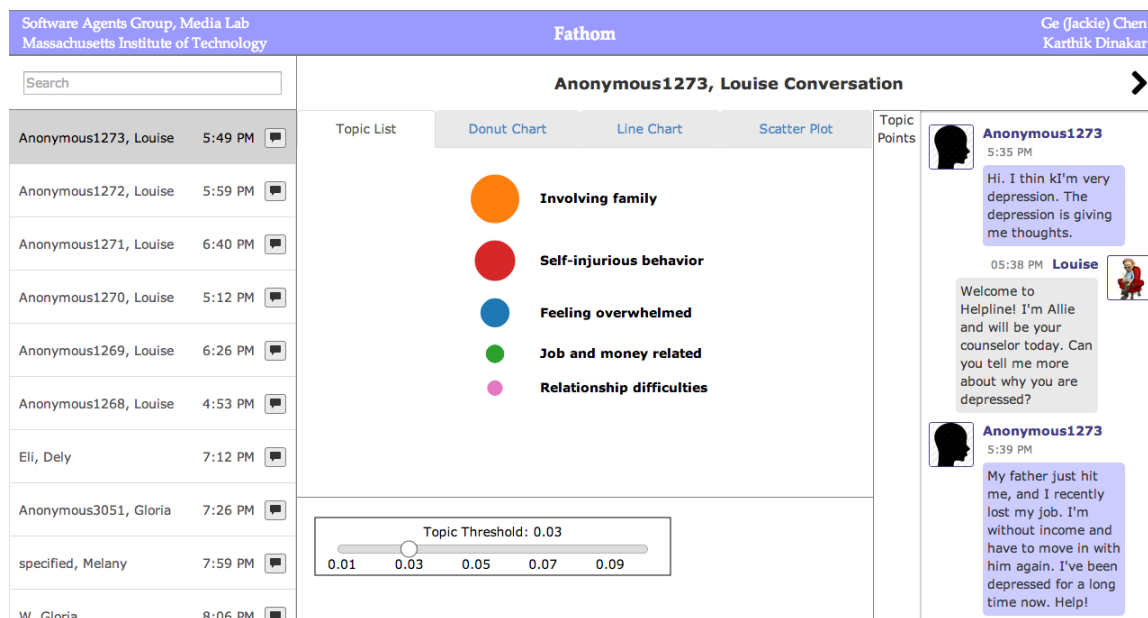 Software Agents Group, Media Lab
Massachusetts Institute of Technology
Fathom
Ge (Jackie) Chen
Karthik Dinakar
Search
Anonymous1273, Louise 5:49 PM
Anonymous1272, Louise 5:59 PM
Anonymous1271, Louise 6:40 PM
Anonymous1270, Louise 5:12 PM
Anonymous1269, Louise 6:26 PM
Anonymous1268, Louise 4:53 PM
Eli, Dely 7:12 PM
Anonymous3051, Gloria 7:26 PM
specified, Melany 7:59 PM
W, Gloria 8:06 PM
Anonymous1273, Louise Conversation
Topic List Donut Chart Line Chart Scatter Plot
Involving family
Self-injurious behavior
Feeling overwhelmed
Job and money related
Relationship difficulties
Topic Threshold: 0.03
0.01 0.03 0.05 0.07 0.09
Topic
Points
Anonymous1273
5:35 PM
Hi. I thin kI'm very
depression. The
depression is giving
me thoughts.
05:38 PM Louise
Welcome to
Helpline! I'm Allie
and will be your
counselor today. Can
you tell me more
about why you are
depressed?
Anonymous1273
5:39 PM
My father just hit
me, and I recently
lost my job. I'm
without income and
have to move in with
him again. I've been
depressed for a long
time now. Help!